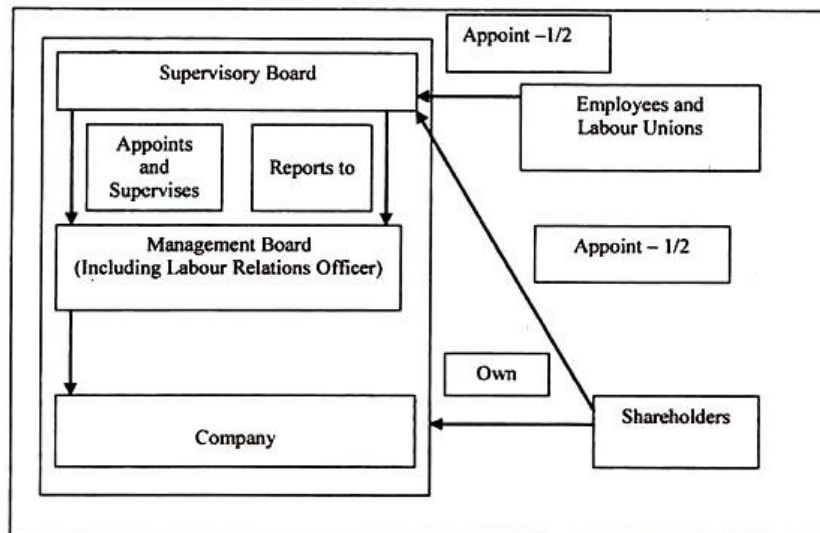 Appoint –1/2
Supervisory Board
Employees and
Labour Unions
Appoints
and
Supervises
Reports to
Management Board
(Including Labour Relations Officer)
Appoint – 1/2
Own
Company
Shareholders